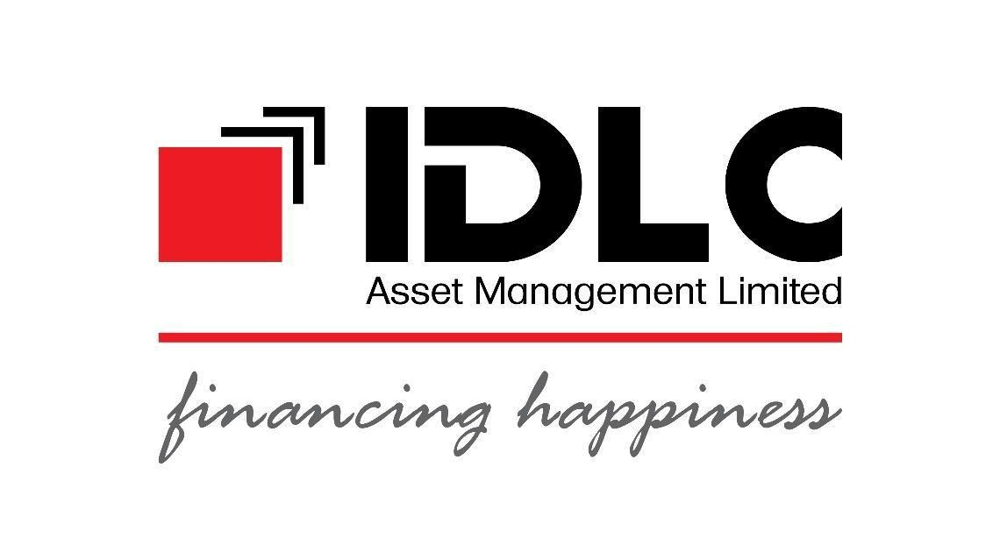 IDLC
Asset Management Limited
financing happiness